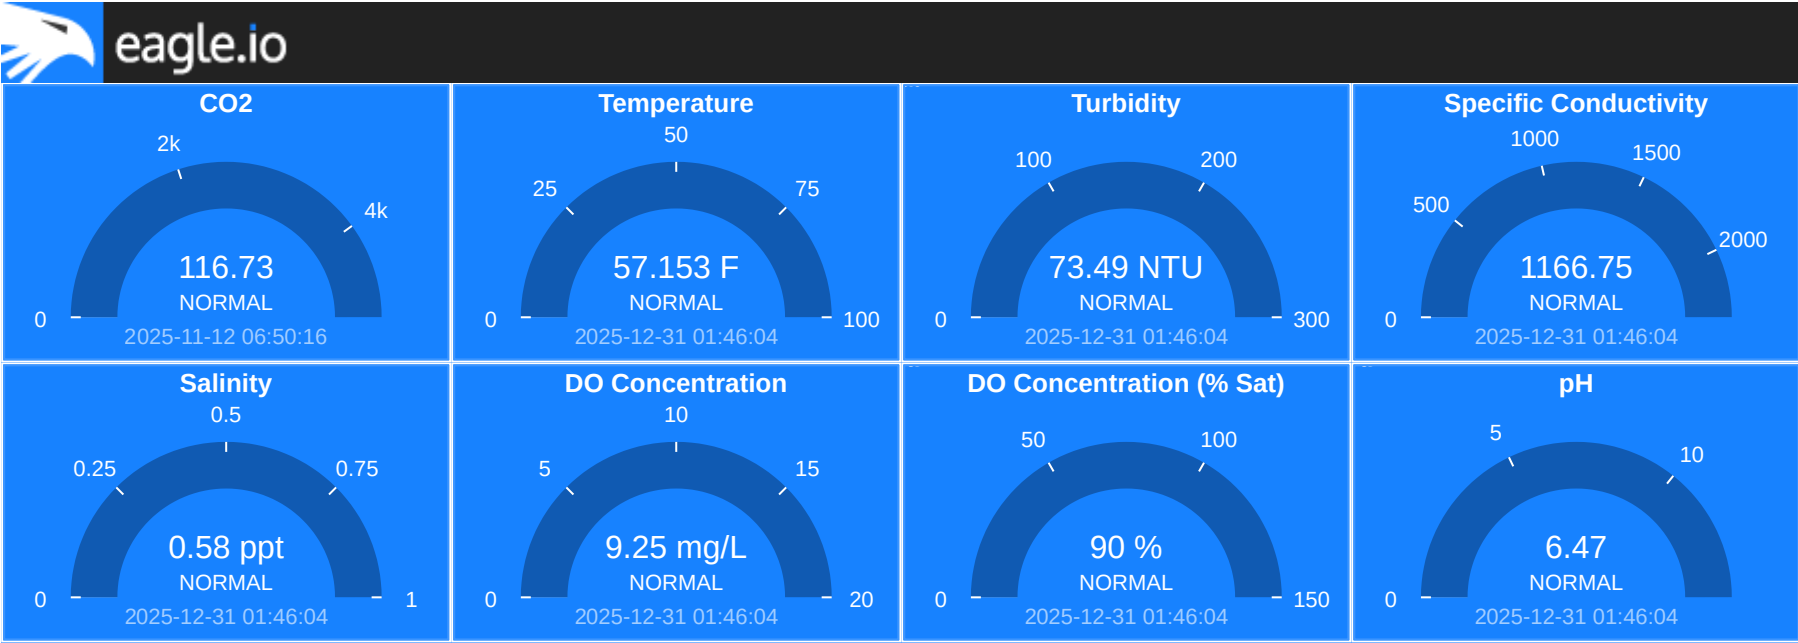 eagle.io
CO2
2k
4k
0
116.73
NORMAL
2025-11-12 06:50:16
Temperature
50
25
75
0
100
57.153 F
NORMAL
2025-12-31 01:46:04
Turbidity
100
200
0
300
73.49 NTU
NORMAL
2025-12-31 01:46:04
Specific Conductivity
1000
1500
500
2000
0
1166.75
NORMAL
2025-12-31 01:46:04
Salinity
0.5
0.25
0.75
0
1
0.58 ppt
NORMAL
2025-12-31 01:46:04
DO Concentration
10
5
15
0
20
9.25 mg/L
NORMAL
2025-12-31 01:46:04
DO Concentration (% Sat)
50
100
0
150
90 %
NORMAL
2025-12-31 01:46:04
pH
5
10
0
6.47
NORMAL
2025-12-31 01:46:04